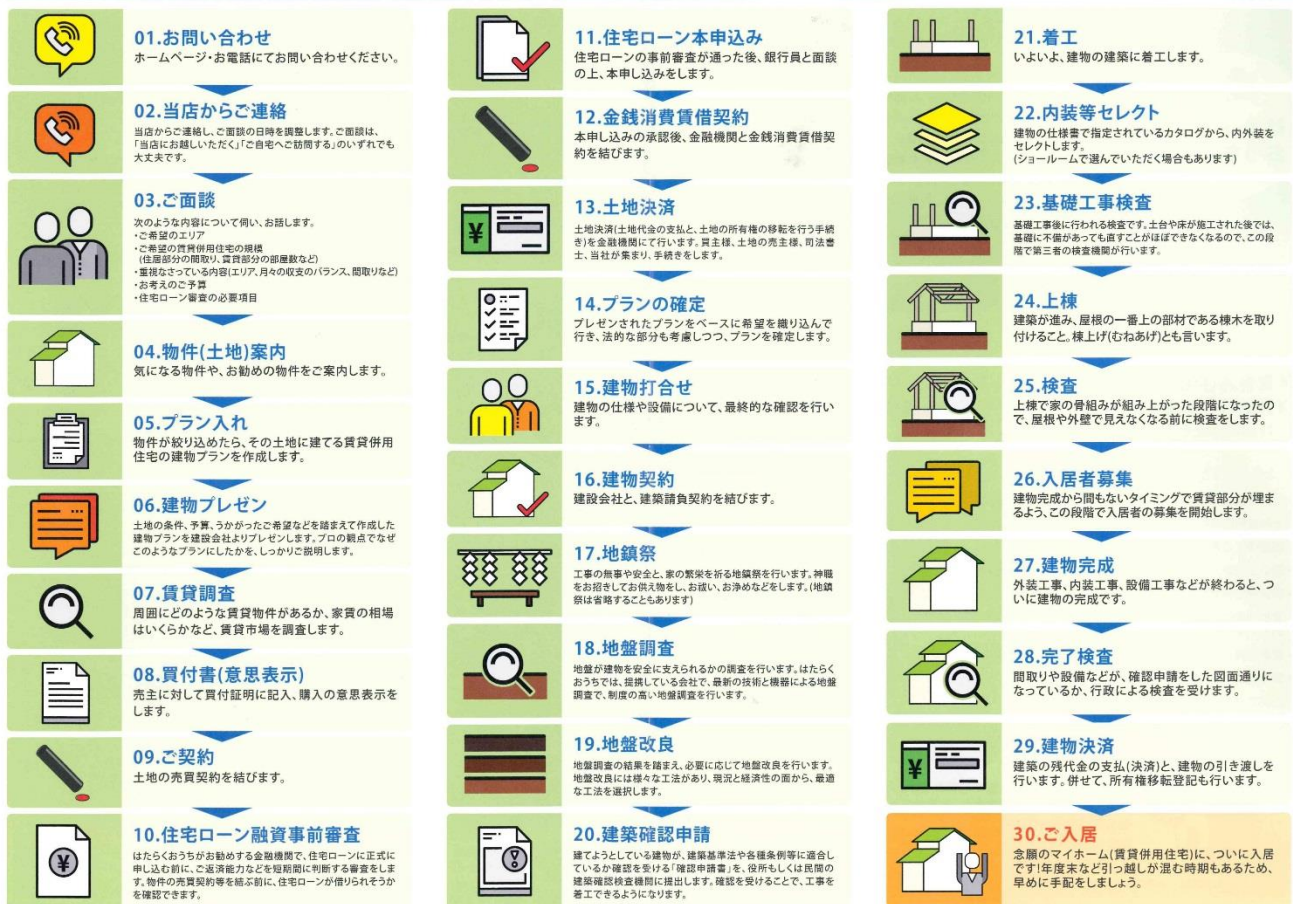 01.お問い合わせ
ホームページ・お電話にてお問い合わせください。
02.当店からご連絡
当店からご連絡し、ご面談の日時を調整します。ご面談は、
「当店にお越しいただく」「ご自宅へご訪問する」のいずれでも
大丈夫です。
03.ご面談
次のような内容について伺い、お話します。
・ご希望のエリア
・ご希望の賃貸併用住宅の規模
(住居部分の間取り、賃貸部分の部屋数など)
・重視なさっている内容(エリア、月々の収支のバランス、間取りなど)
・お考えのご予算
・住宅ローン審査の必要項目
04.物件(土地)案内
気になる物件や、お勧めの物件をご案内します。
05.プラン入れ
物件が絞り込めたら、その土地に建てる賃貸併用
住宅の建物プランを作成します。
06.建物プレゼン
土地の条件、予算、うかがったご希望などを踏まえて作成した
建物プランを建設会社よりプレゼンします。プロの観点でなぜ
このようなプランにしたかを、しっかりご説明します。
07.賃貸調査
周囲にどのような賃貸物件があるか、家賃の相場
はいくらかなど、賃貸市場を調査します。
08.買付書(意思表示)
売主に対して買付証明に記入、購入の意思表示を
します。
09.ご契約
土地の売買契約を結びます。
10.住宅ローン融資事前審査
はたらくおうちがお勧めする金融機関で、住宅ローンに正式に
申し込む前に、ご返済能力などを短期間に判断する審査をしま
す。物件の売買契約等を結ぶ前に、住宅ローンが借りられそうか
を確認できます。
11.住宅ローン本申込み
住宅ローンの事前審査が通った後、銀行員と面談
の上、本申し込みをします。
12.金銭消費賃借契約
本申し込みの承認後、金融機関と金銭消費賃借契
約を結びます。
13.土地決済
土地決済(土地代金の支払と、土地の所有権の移転を行う手続
き)を金融機関にて行います。買主様、土地の売主様、司法書
士、当社が集まり、手続きをします。
14.プランの確定
プレゼンされたプランをベースに希望を織り込んで
行き、法的な部分も考慮しつつ、プランを確定します。
15.建物打合せ
建物の仕様や設備について、最終的な確認を行い
ます。
16.建物契約
建設会社と、建築請負契約を結びます。
17.地鎮祭
工事の無事や安全と、家の繁栄を祈る地鎮祭を行います。神職
をお招きしてお供え物をし、お祓い、お浄めなどをします。(地鎮
祭は省略することもあります)
18.地盤調査
地盤が建物を安全に支えられるかの調査を行います。はたらく
おうちでは、提携している会社で、最新の技術と機器による地盤
調査で、制度の高い地盤調査を行います。
19.地盤改良
地盤調査の結果を踏まえ、必要に応じて地盤改良を行います。
地盤改良には様々な工法があり、現況と経済性の面から、最適
な工法を選択します。
20.建築確認申請
建てようとしている建物が、建築基準法や各種条例等に適合し
ているか確認を受ける「確認申請書」を、役所もしくは民間の
建築確認検査機関に提出します。確認を受けることで、工事を
着工できるようになります。
21.着工
いよいよ、建物の建築に着工します。
22.内装等セレクト
建物の仕様書で指定されているカタログから、内外装を
セレクトします。
(ショールームで選んでいただく場合もあります)
23.基礎工事検査
基礎工事後に行われる検査です。土台や床が施工された後では、
基礎に不備があっても直すことがほぼできなくなるので、この段
階で第三者の検査機関が行います。
24.上棟
建築が進み、屋根の一番上の部材である棟木を取り
付けること。棟上げ(むねあげ)とも言います。
25.検査
上棟で家の骨組みが組み上がった段階になったの
で、屋根や外壁で見えなくなる前に検査をします。
26.入居者募集
建物完成から間もないタイミングで賃貸部分が埋ま
るよう、この段階で入居者の募集を開始します。
27.建物完成
外装工事、内装工事、設備工事などが終わると、つ
いに建物の完成です。
28.完了検査
間取りや設備などが、確認申請をした図面通りに
なっているか、行政による検査を受けます。
29.建物決済
建築の残代金の支払(決済)と、建物の引き渡しを
行います。併せて、所有権移転登記も行います。
30.ご入居
念願のマイホーム(賃貸併用住宅)に、ついに入居
です!年度末など引っ越しが混む時期もあるため、
早めに手配をしましょう。